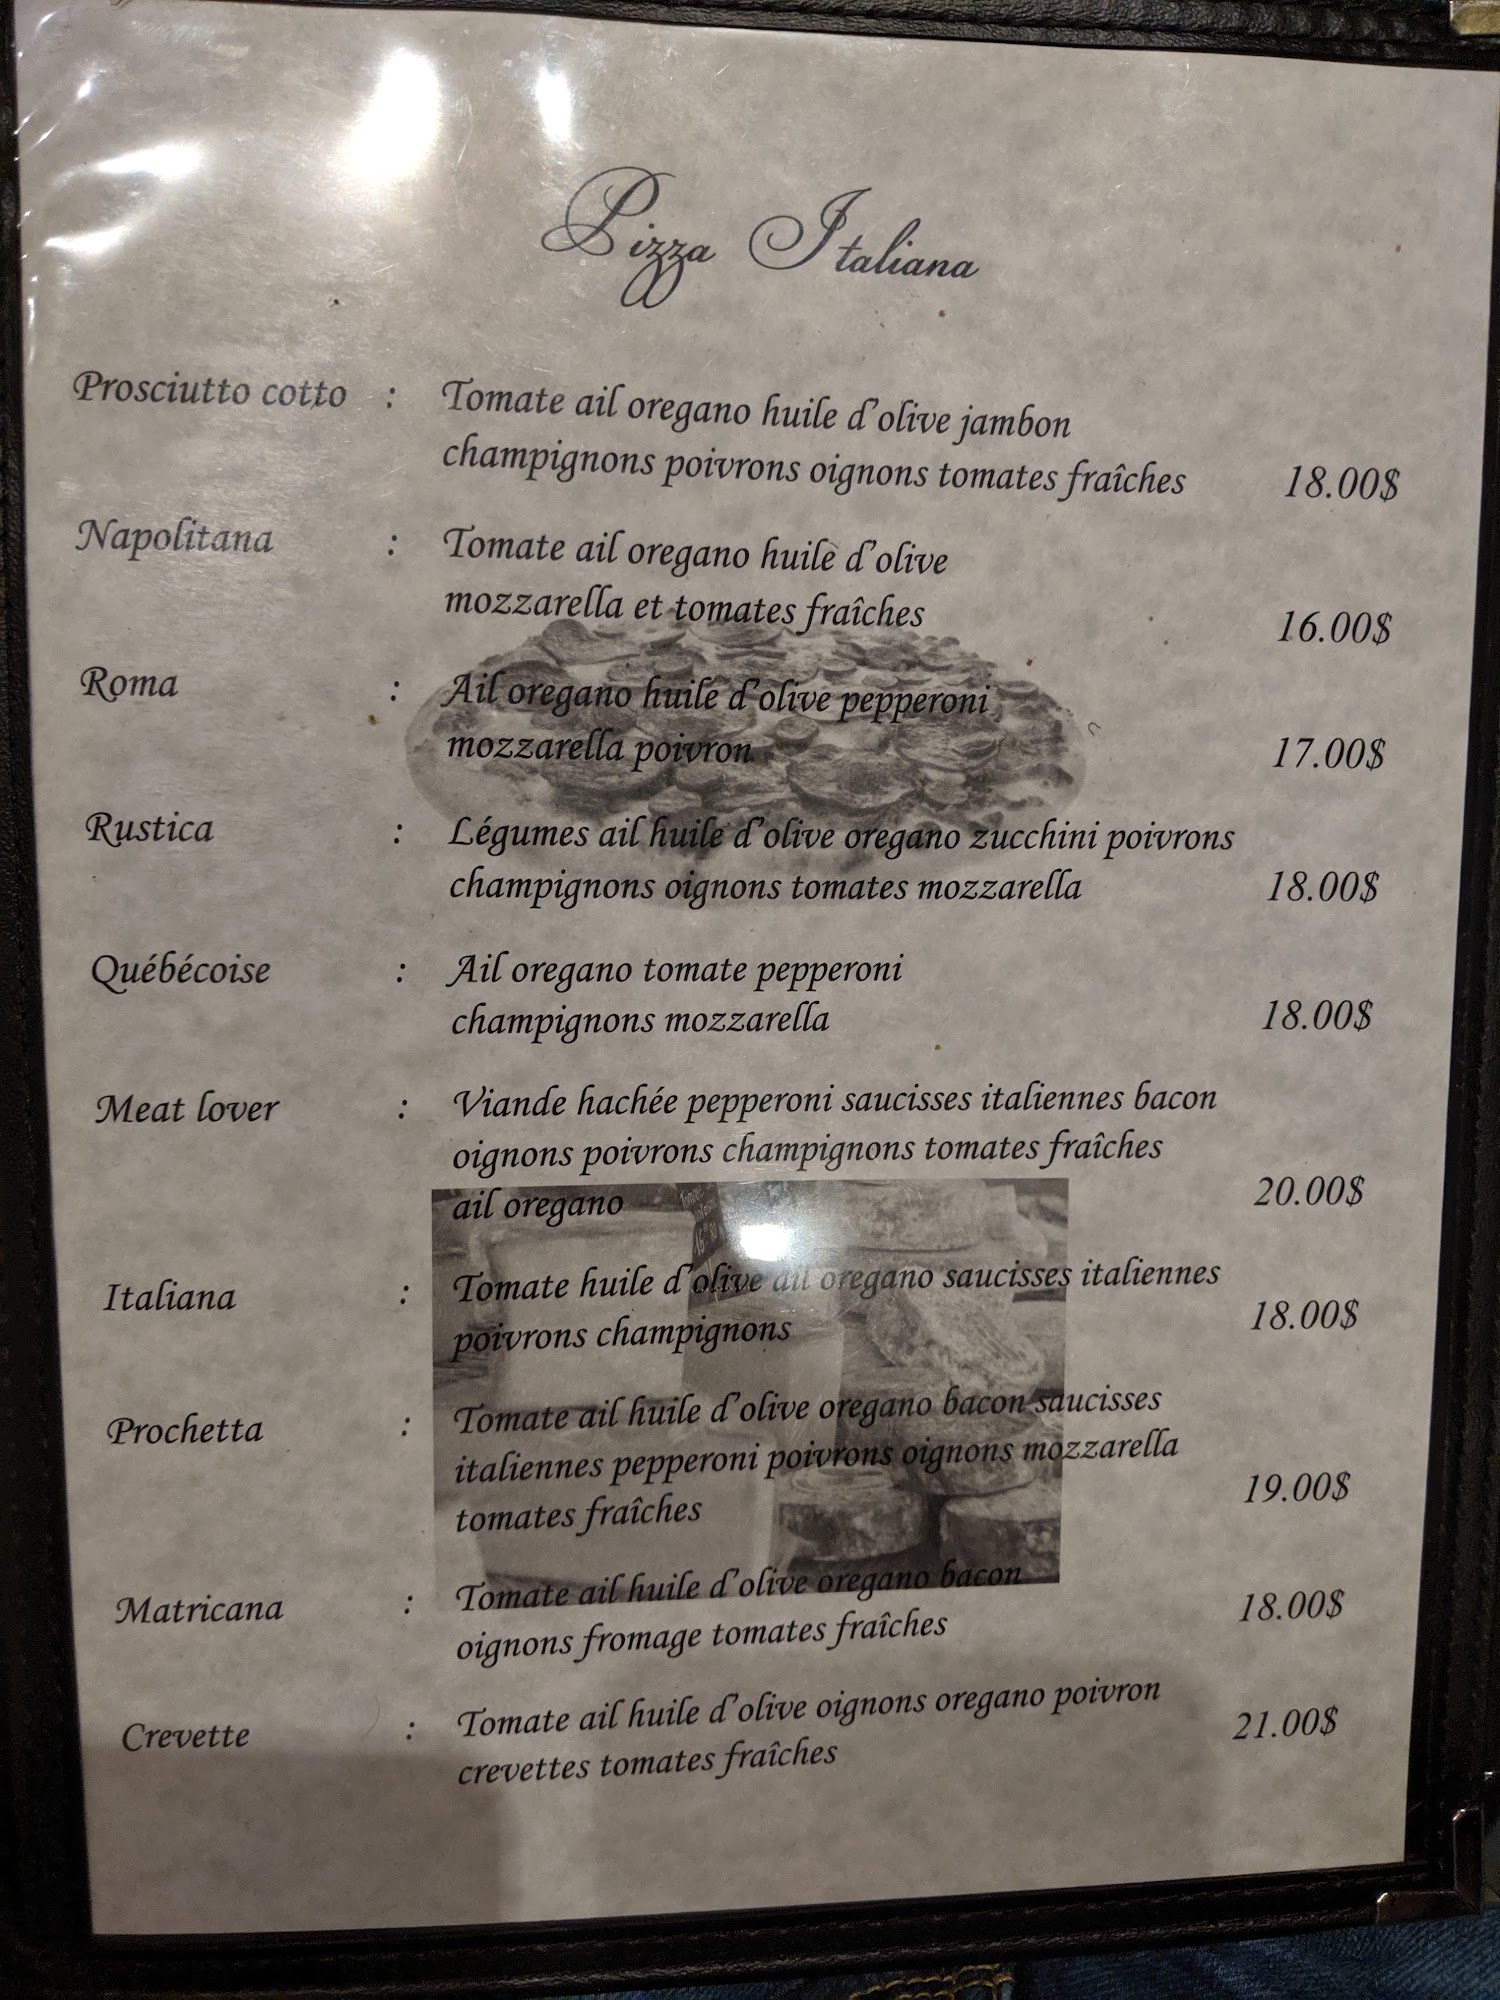 Pizza Italiana
Prosciutto cotto : Tomate ail oregano huile d'olive jambon
champignons poivrons oignons tomates fraîches 18.00$
Napolitana : Tomate ail oregano huile d'olive
mozzarella et tomates fraîches 16.00$
Roma : Ail oregano huile d'olive pepperoni
mozzarella poivron 17.00$
Rustica : Légumes ail huile d'olive oregano zucchini poivrons
champignons oignons tomates mozzarella 18.00$
Québécoise : Ail oregano tomate pepperoni
champignons mozzarella 18.00$
Meat lover : Viande hachée pepperoni saucisses italiennes bacon
oignons poivrons champignons tomates fraîches
ail oregano 20.00$
Italiana : Tomate huile d'olive ail oregano saucisses italiennes
poivrons champignons 18.00$
Prochetta : Tomate ail huile d'olive oregano bacon saucisses
italiennes pepperoni poivrons oignons mozzarella
tomates fraîches 19.00$
Matricana : Tomate ail huile d'olive oregano bacon
oignons fromage tomates fraîches 18.00$
Crevette : Tomate ail huile d'olive oignons oregano poivron
crevettes tomates fraîches 21.00$